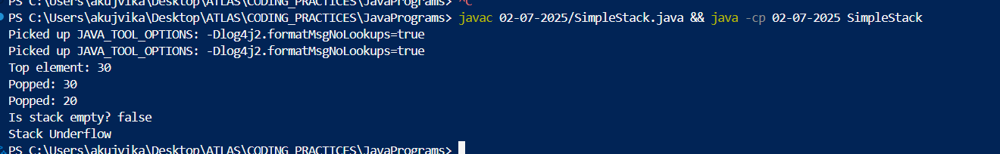 PS C:\Users\akujvika\Desktop\ATLAS\CODING_PRACTICES\JavaPrograms> ^C
PS C:\Users\akujvika\Desktop\ATLAS\CODING_PRACTICES\JavaPrograms> javac 02-07-2025/SimpleStack.java && java -cp 02-07-2025 SimpleStack
Picked up JAVA_TOOL_OPTIONS: -Dlog4j2.formatMsgNoLookups=true
Picked up JAVA_TOOL_OPTIONS: -Dlog4j2.formatMsgNoLookups=true
Top element: 30
Popped: 30
Popped: 20
Is stack empty? false
Stack Underflow
PS C:\Users\akujvika\Desktop\ATLAS\CODING_PRACTICES\JavaPrograms>